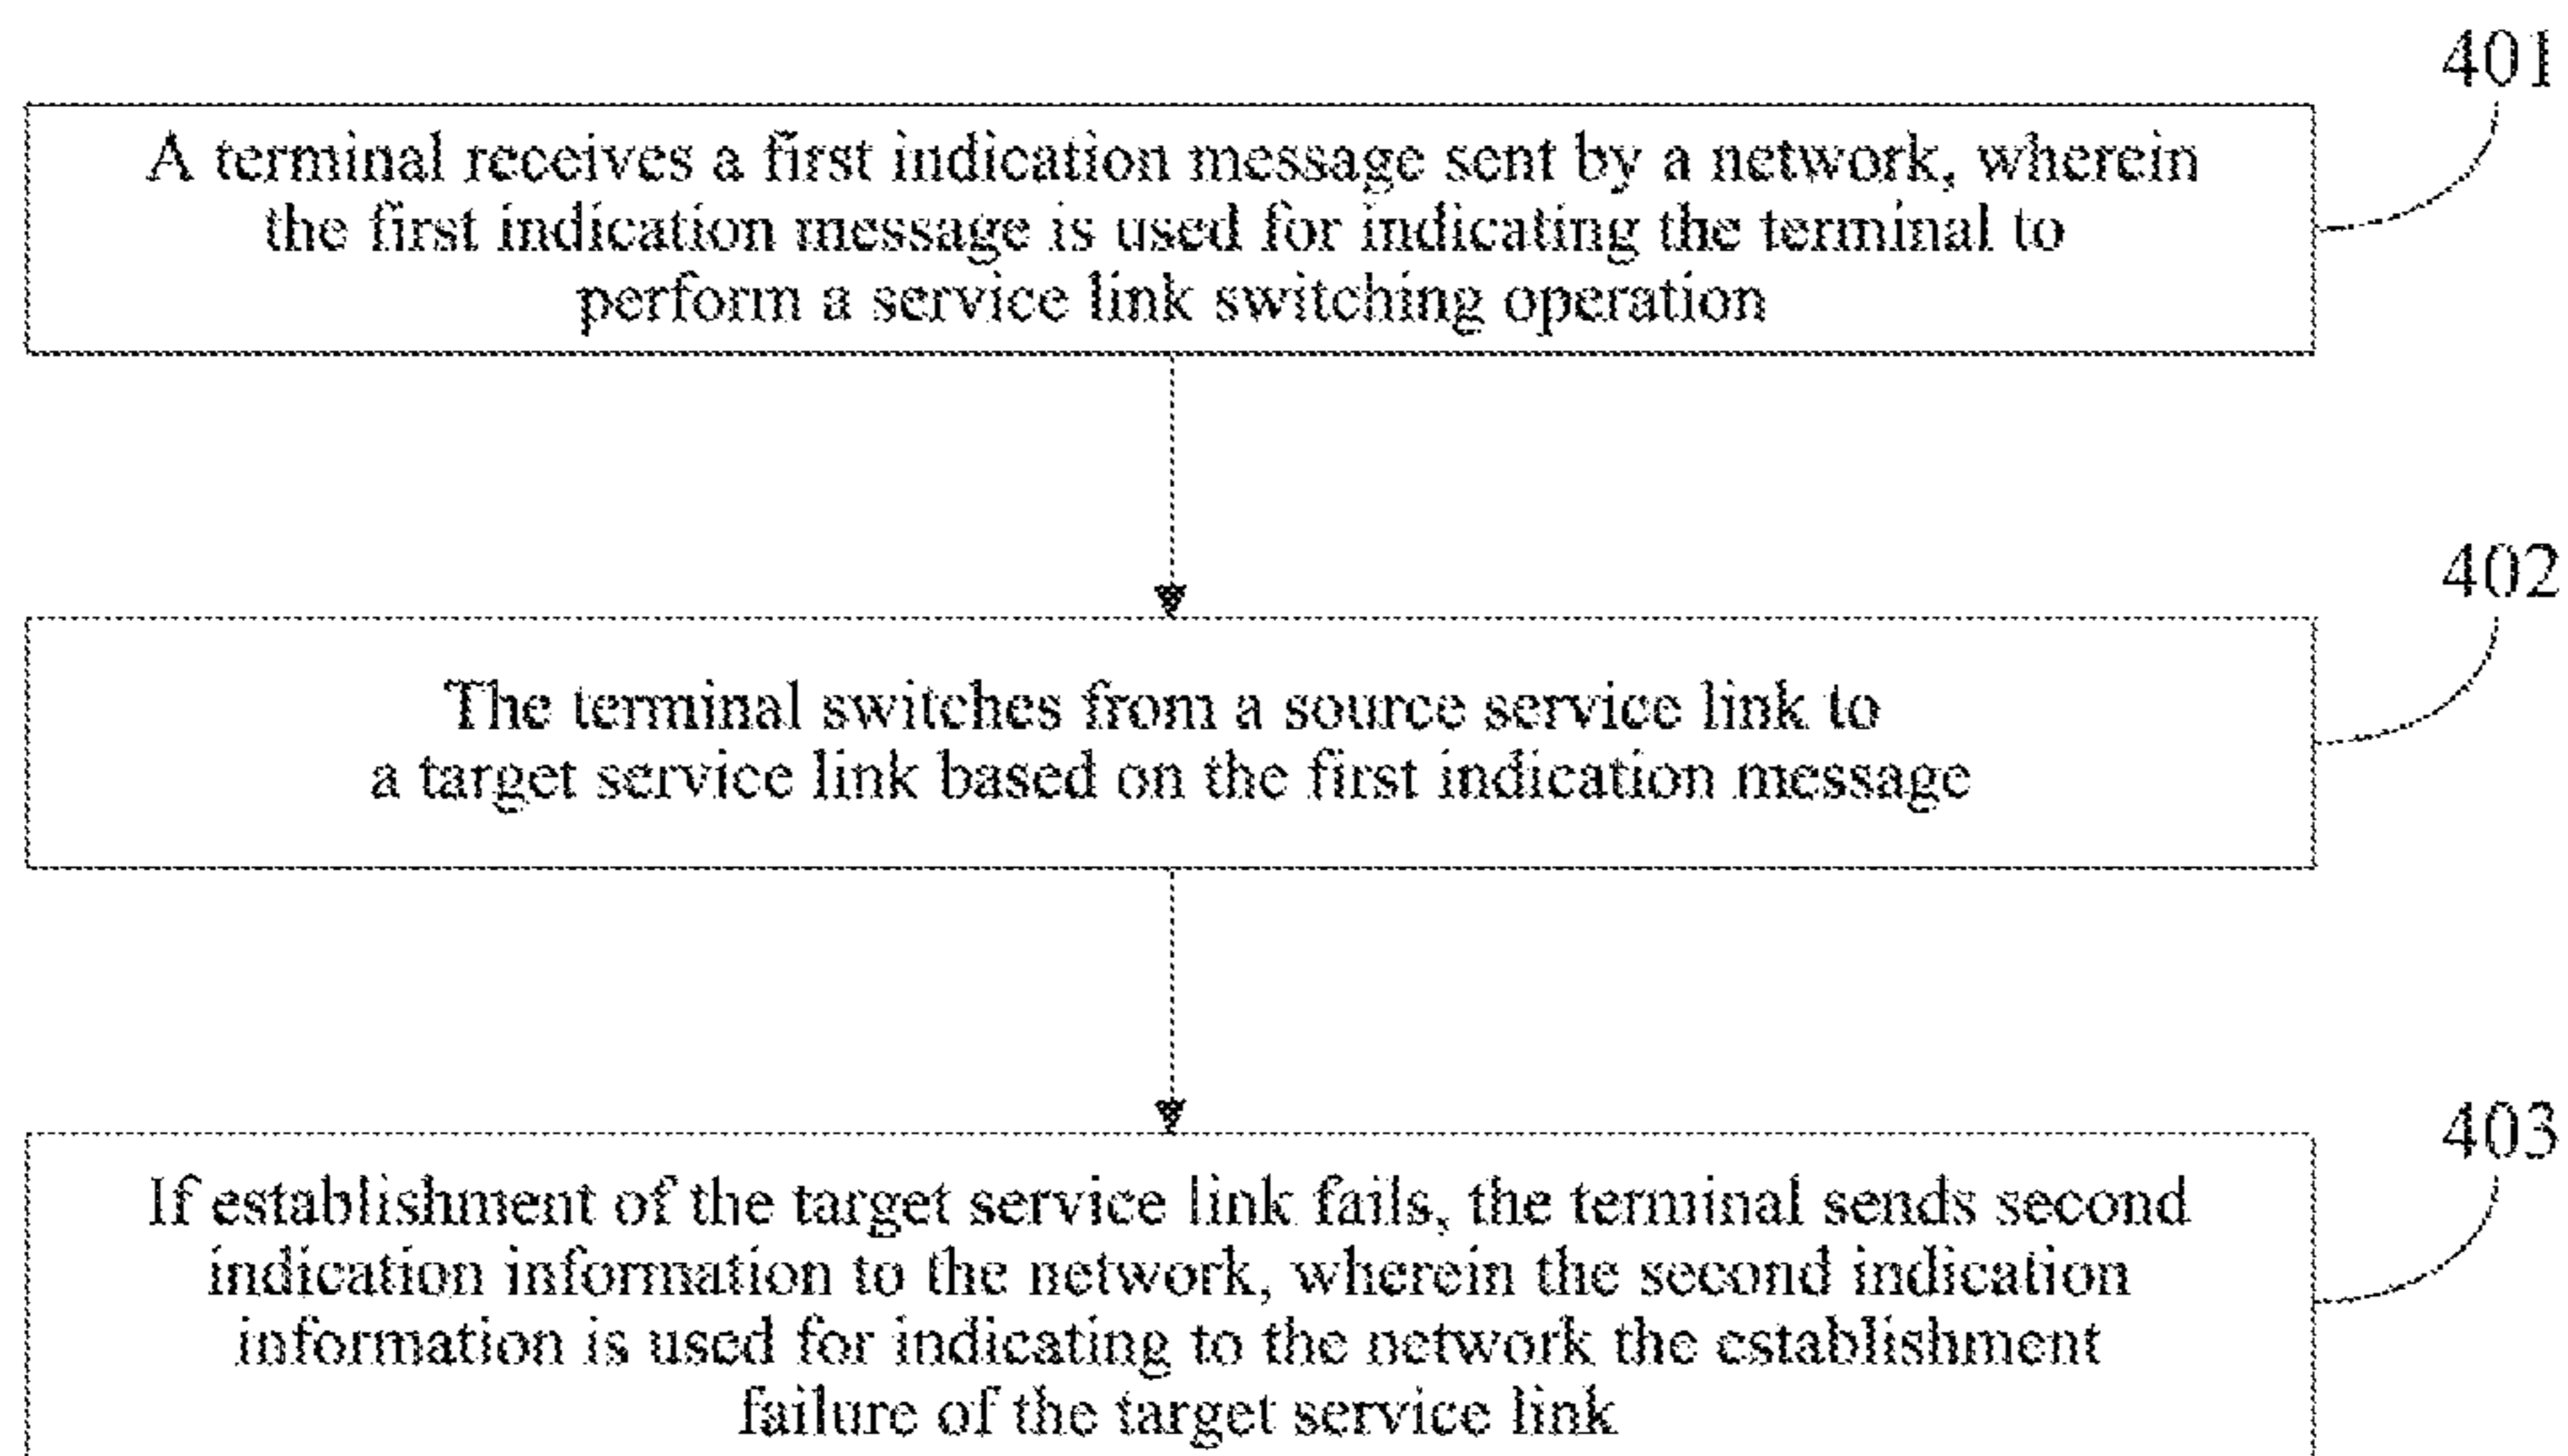 401
A terminal receives a first indication message sent by a network, wherein
the first indication message is used for indicating the terminal to
perform a service link switching operation
402
The terminal switches from a source service link to
a target service link based on the first indication message
403
If establishment of the target service link fails, the terminal sends second
indication information to the network, wherein the second indication
information is used for indicating to the network the establishment
failure of the target service link